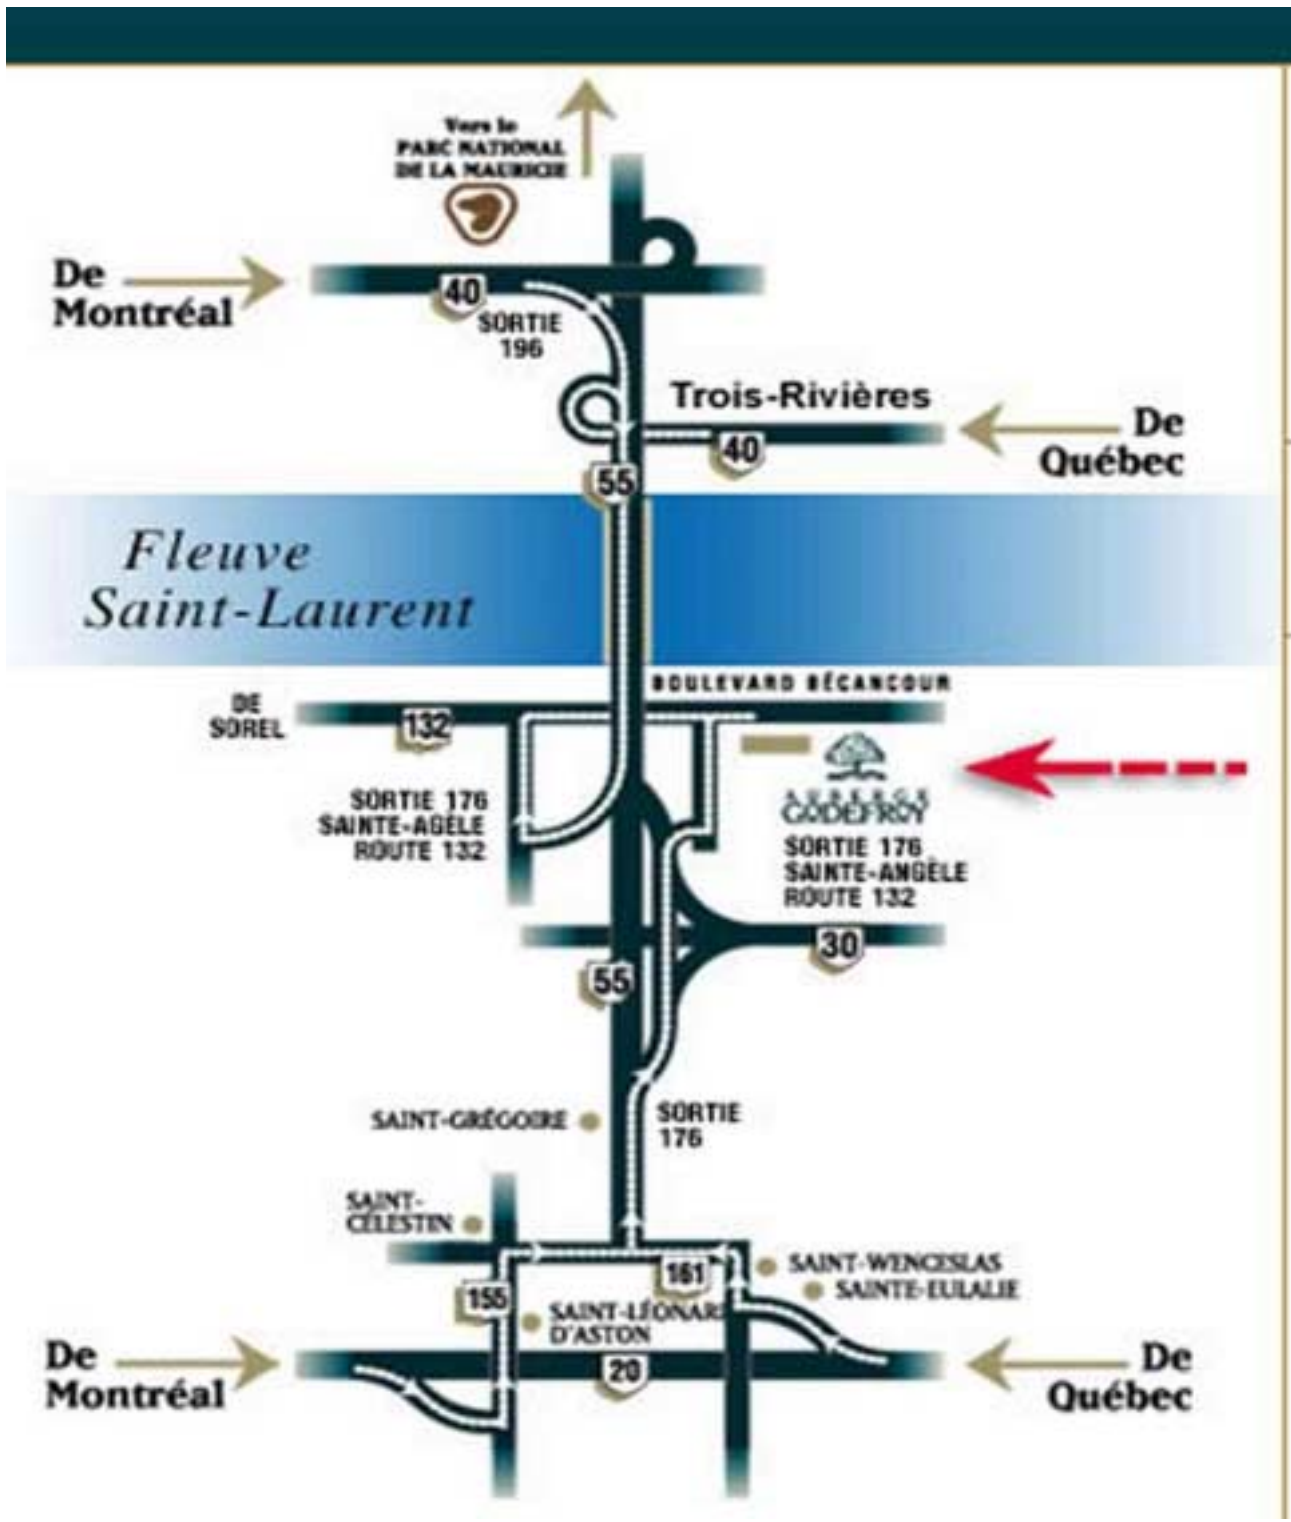 Vers le
PARC NATIONAL
DE LA MAURICIE
De
Montréal
40
SORTIE
196
Trois-Rivières
De
Québec
40
55
Fleuve
Saint-Laurent
BOULEVARD BÉCANCOUR
DE
SOREL
132
AUBERGE
GODEFROY
SORTIE 176
SAINTE-AGÈLE
ROUTE 132
SORTIE 176
SAINTE-ANGÈLE
ROUTE 132
30
55
SAINT-GRÉGOIRE
SORTIE
176
SAINT-
CÉLESTIN
161
SAINT-WENCESLAS
SAINTE-EULALIE
155
SAINT-LÉONAR
D'ASTON
De
Montréal
20
De
Québec